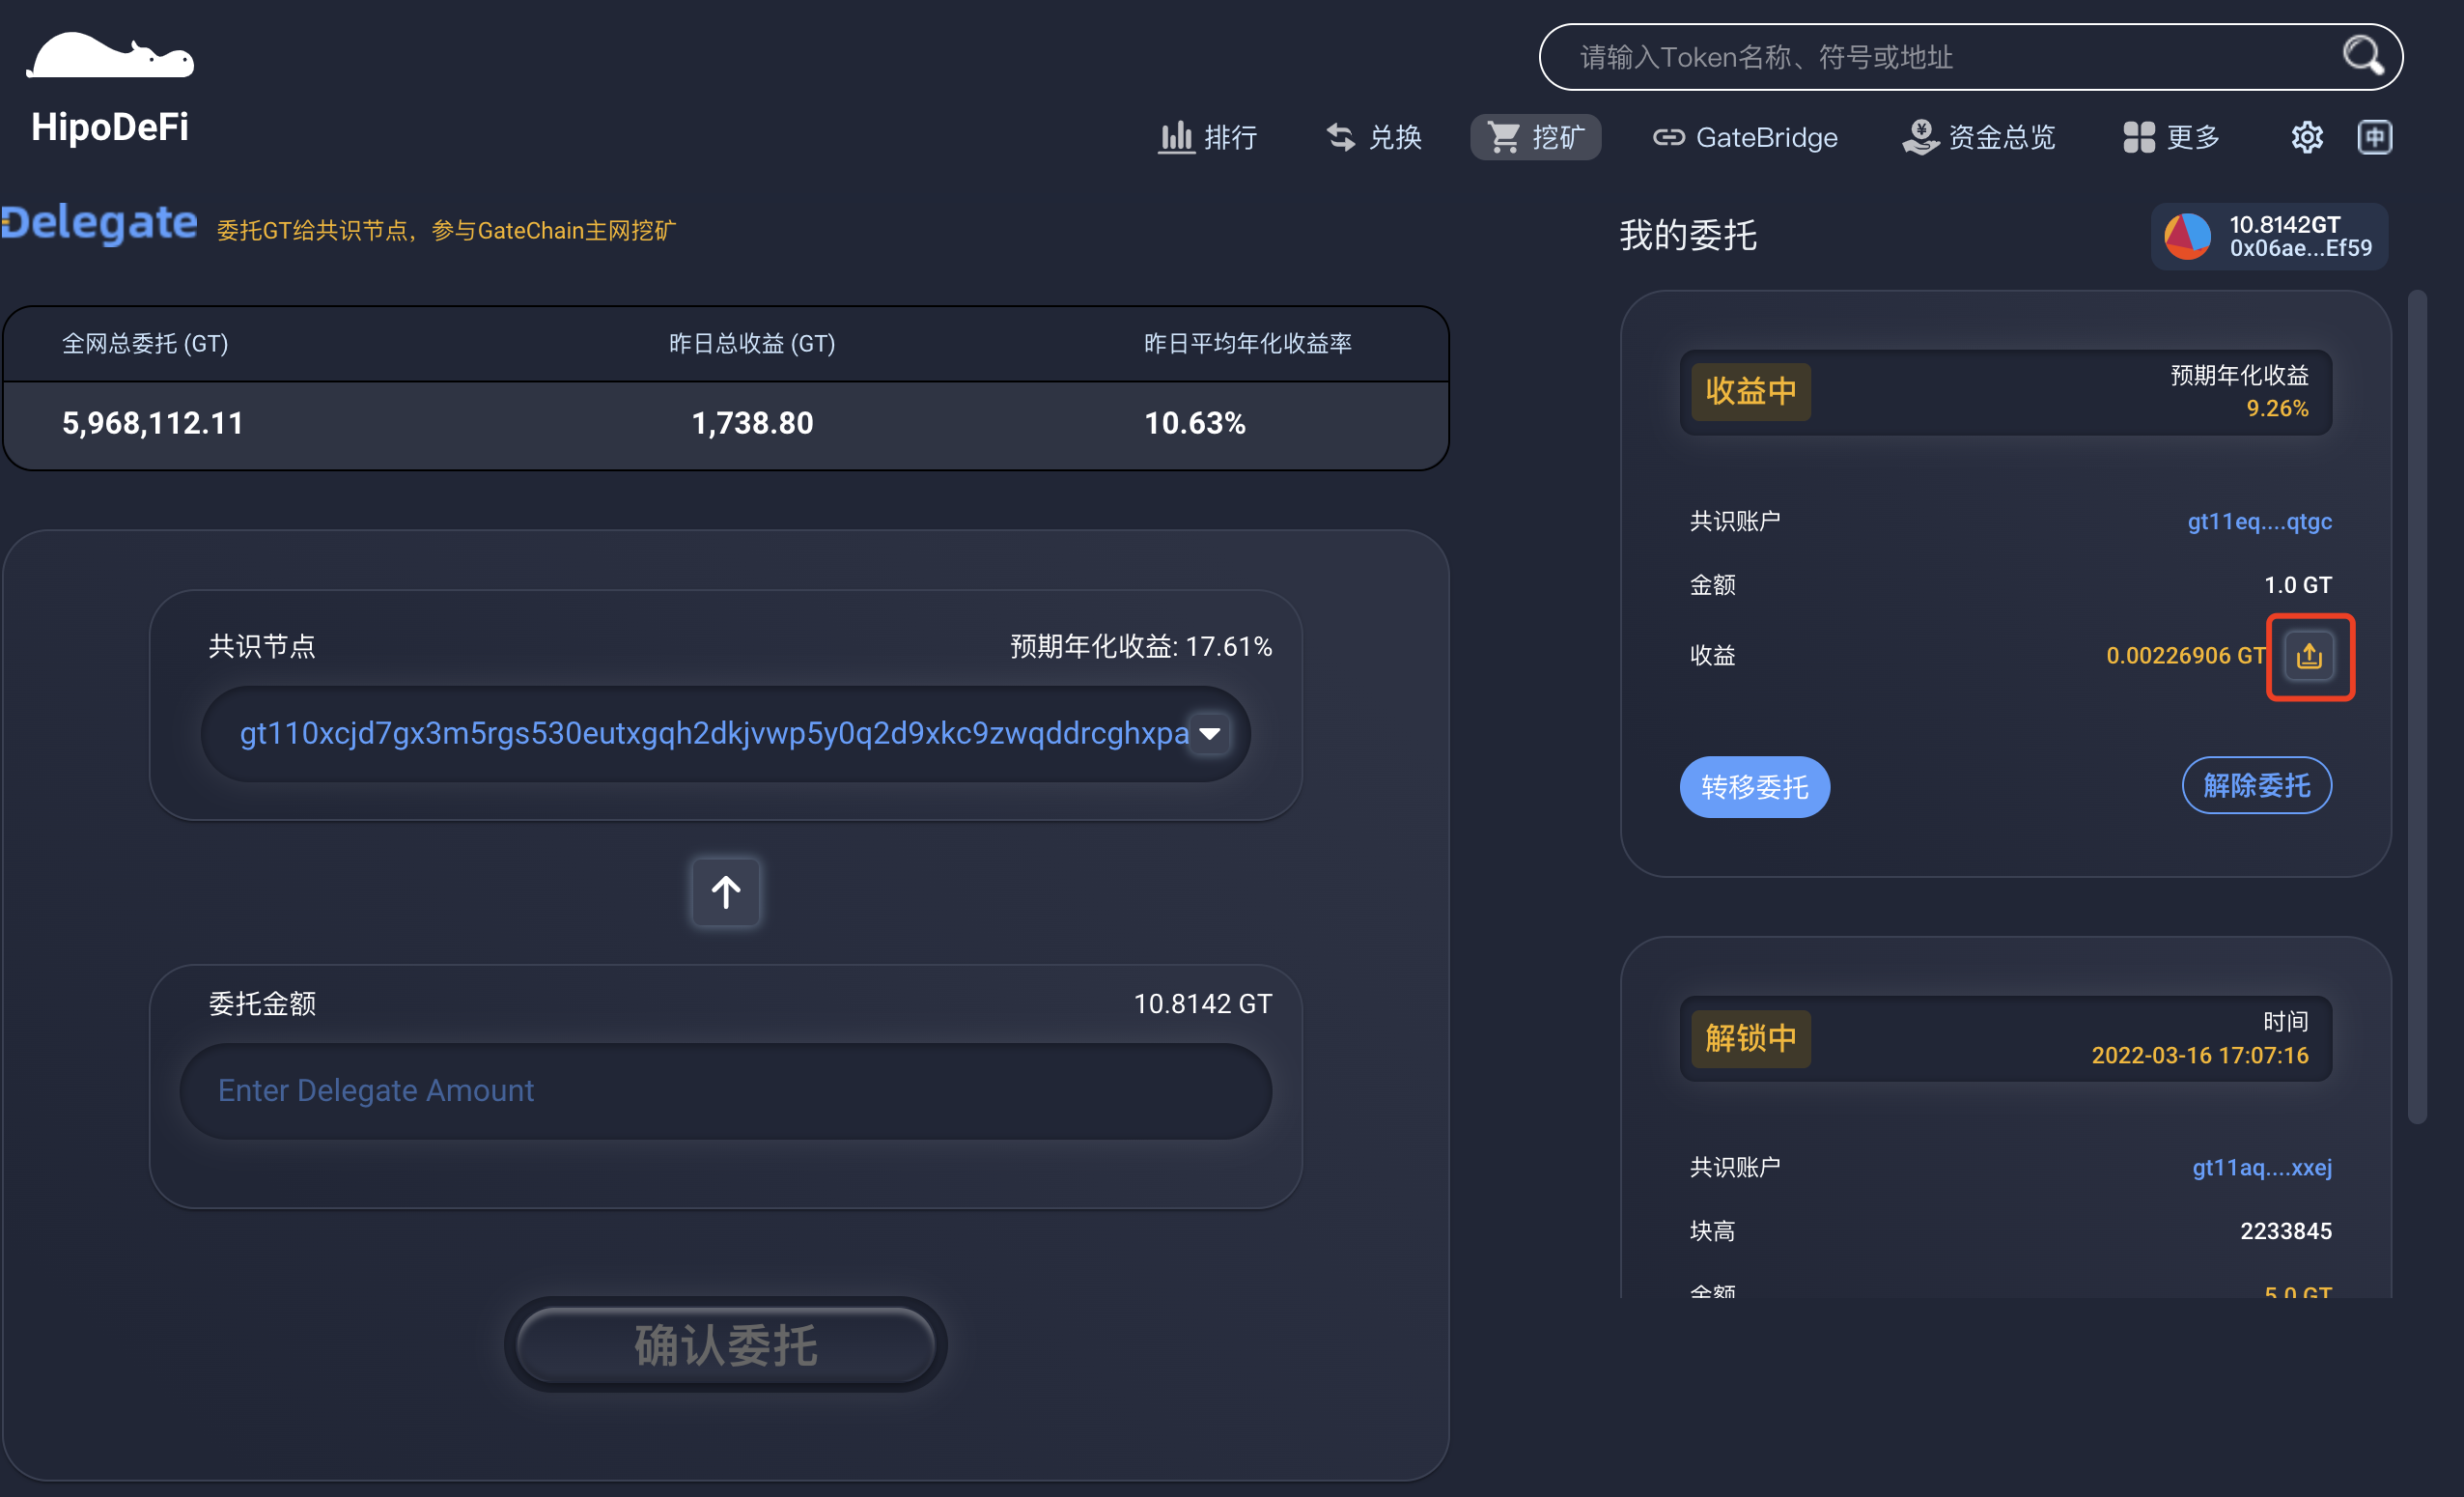 HipoDeFi
请输入Token名称、符号或地址
排行
兑换
挖矿
GateBridge
资金总览
更多
中
Delegate
委托GT给共识节点，参与GateChain主网挖矿
全网总委托 (GT)
昨日总收益 (GT)
昨日平均年化收益率
5,968,112.11
1,738.80
10.63%
共识节点
预期年化收益: 17.61%
gt110xcjd7gx3m5rgs530eutxgqh2dkjvwp5y0q2d9xkc9zwqddrcghxpa
委托金额
10.8142 GT
Enter Delegate Amount
确认委托
我的委托
10.8142GT
0x06ae...Ef59
收益中
预期年化收益
9.26%
共识账户
gt11eq....qtgc
金额
1.0 GT
收益
0.00226906 GT
转移委托
解除委托
解锁中
时间
2022-03-16 17:07:16
共识账户
gt11aq....xxej
块高
2233845
金额
5.0 GT